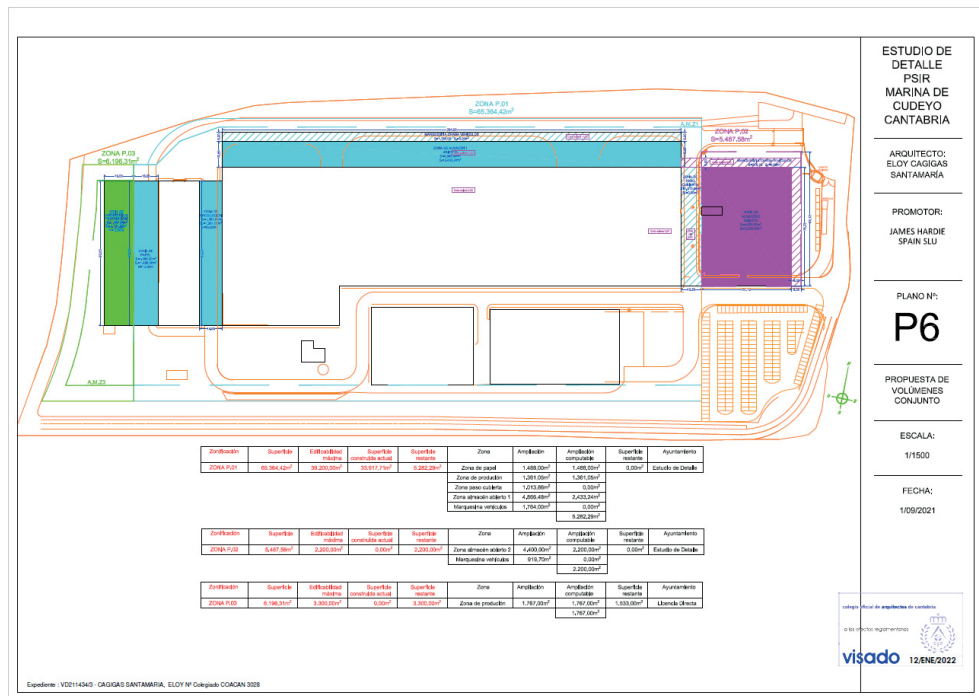 ESTUDIO DE
DETALLE
PSIR
MARINA DE
CUDEYO
CANTABRIA
ARQUITECTO:
ELOY CAGIGAS
SANTAMARÍA
PROMOTOR:
JAMES HARDIE
SPAIN SLU
PLANO Nº:
P6
PROPUESTA DE
VOLÚMENES
CONJUNTO
ESCALA:
1/1500
FECHA:
1/09/2021
ZONA P.01
S=65,364,42m²
A.M.Z1
ZONA P.02
S=5,487,58m²
ZONA P.03
S=6,196,31m²
A.M.Z3
Zonificación Superficie Edificabilidad máxima Superficie construida actual Superficie restante Zona Ampliación Ampliación computable Superficie restante Ayuntamiento
ZONA P.01 65,364,42m² 39,200,00m² 33,917,71m² 5.282,29m² Zona de papel 1,488,00m² 1,488,00m² 0,00m² Estudio de Detalle
Zona de produción 1,361,05m² 1,361,05m²
Zona paso cubierta 1,013,86m² 0,00m²
Zona almacén abierto 1 4,866,48m² 2,433,24m²
Marquesina vehículos 1,764,00m² 0,00m²
5.282,29m²
Zonificación Superficie Edificabilidad máxima Superficie construida actual Superficie restante Zona Ampliación Ampliación computable Superficie restante Ayuntamiento
ZONA P.02 5,487,58m² 2,200,00m² 0,00m² 2,200,00m² Zona almacén abierto 2 4,400,00m² 2,200,00m² 0,00m² Estudio de Detalle
Marquesina vehículos 919,70m² 0,00m²
2.200,00m²
Zonificación Superficie Edificabilidad máxima Superficie construida actual Superficie restante Zona Ampliación Ampliación computable Superficie restante Ayuntamiento
ZONA P.03 6.196,31m² 3.300,00m² 0,00m² 3.300,00m² Zona de produción 1.767,00m² 1.767,00m² 1,533,00m² Licencia Directa
1.767,00m²
colegio oficial de arquitectos de cantabria
a los efectos reglamentarios
visado 12/ENE/2022
Expediente : VD211434/3 - CAGIGAS SANTAMARIA, ELOY Nº Colegiado COACAN 3028